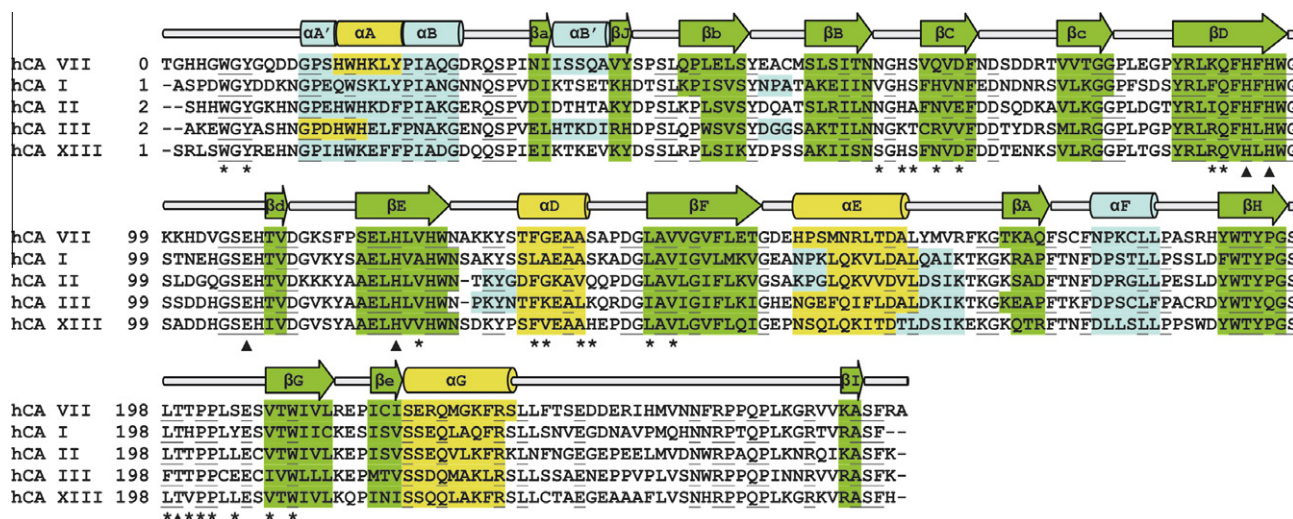 αA' αA αB βa αB' βJ βb βB βC βc βD
hCA VII 0 TGHHGWGYGQDDGPSHWHKLYPIAQGDRQSPINIISSQAVYSPSLQPLELSYEACMSLSITNNGHSVQVDFNDSDDRTVVTGGPLEGPYRLKQFHFHWG
hCA I 1 -ASPDWGYDDKNGPEQWSKLYPIANGNNQSPVDIKTSETKHDTSLKPISVSYNPATAKEIINVGHSFHVNFEDNDNRSVLKGGPFSDSYRLFQFHFHWG
hCA II 2 --SHHWGYGKHNGPEHWHKDFPIAKGERQSPVDIDTHTAKYDPSLKPLSVSYDQATSLRILNNGHAFNVEFDDSQDKAVLKGGPLDGTYRLIQFHFHWG
hCA III 2 --AKEWGYASHNGPDHWHELFPNAKGENQSPVELHTKDIRHDPSLQPWSVSYDGGSAKTILNNGKTCRVVFDDTYDRSMLRGGPLPGPYRLRQFHLHWG
hCA XIII 1 -SRLSWGYREHNGPIHWKEFFPIADGDQQSPIEIKTKEVKYDSSLRPLSIKYDPSSAKIISNSGHSFNVDFDDTENKSVLRGGPLTGSYRLRQVHLHWG
* * * ** * * ** ▲ ▲
βd βE αD βF αE βA αF βH
hCA VII 99 KKHDVGSEHTVDGKSFPSELHLVHWNAKKYSTFGEAASAPDGLAVVGVFLETGDEHPSMNRLTDALYMVRFKGTKAQFSCFNPKCLLPASRHYWTYPGS
hCA I 99 STNEHGSEHTVDGVKYSAELHVAHWNSAKYSSLAEAASKADGLAVIGVLMKVGEANPKLQKVLDALQAIKTKGKRAPFTNFDPSTLLPSSLDFWTYPGS
hCA II 99 SLDGQGSEHTVDKKKYAAELHLVHWN-TKYGDFGKAVQQPDGLAVLGIFLKVGSAKPGLQKVVDVLDSIKTKGKSADFTNFDPRGLLPESLDYWTYPGS
hCA III 99 SSDDHGSEHTVDGVKYAAELHLVHWN-PKYNTFKEALKQRDGIAVIGIFLKIGHENGEFQIFLDALDKIKTKGKEAPFTKFDPSCLFPACRDYWTYQGS
hCA XIII 99 SADDHGSEHIVDGVSYAAELHVVHWNSDKYPSFVEAAHEPDGLAVLGVFLQIGEPNSQLQKITDTLDSIKEKGKQTRFTNFDLLSLLPPSWDYWTYPGS
▲ ▲ * ** ** * *
βG βe αG βI
hCA VII 198 LTTPPLSESVTWIVLREPICISERQMGKFRSLLFTSEDDERIHMVNNFRPPQPLKGRVVKASFRA
hCA I 198 LTHPPLYESVTWIICKESISVSSEQLAQFRSLLSNVEGDNAVPMQHNNRPTQPLKGRTVRASF--
hCA II 198 LTTPPLLECVTWIVLKEPISVSSEQVLKFRKLNFNGEGEPEELMVDNWRPAQPLKNRQIKASFK-
hCA III 198 FTTPPCEECIVWLLLKEPMTVSSDQMAKLRSLLSSAENEPPVPLVSNWRPPQPINNRVVRASFK-
hCA XIII 198 LTVPPLLESVTWIVLKQPINISSQQLAKFRSLLCTAEGEAAAFLVSNHRPPQPLKGRKVRASFH-
*▲*** * * *